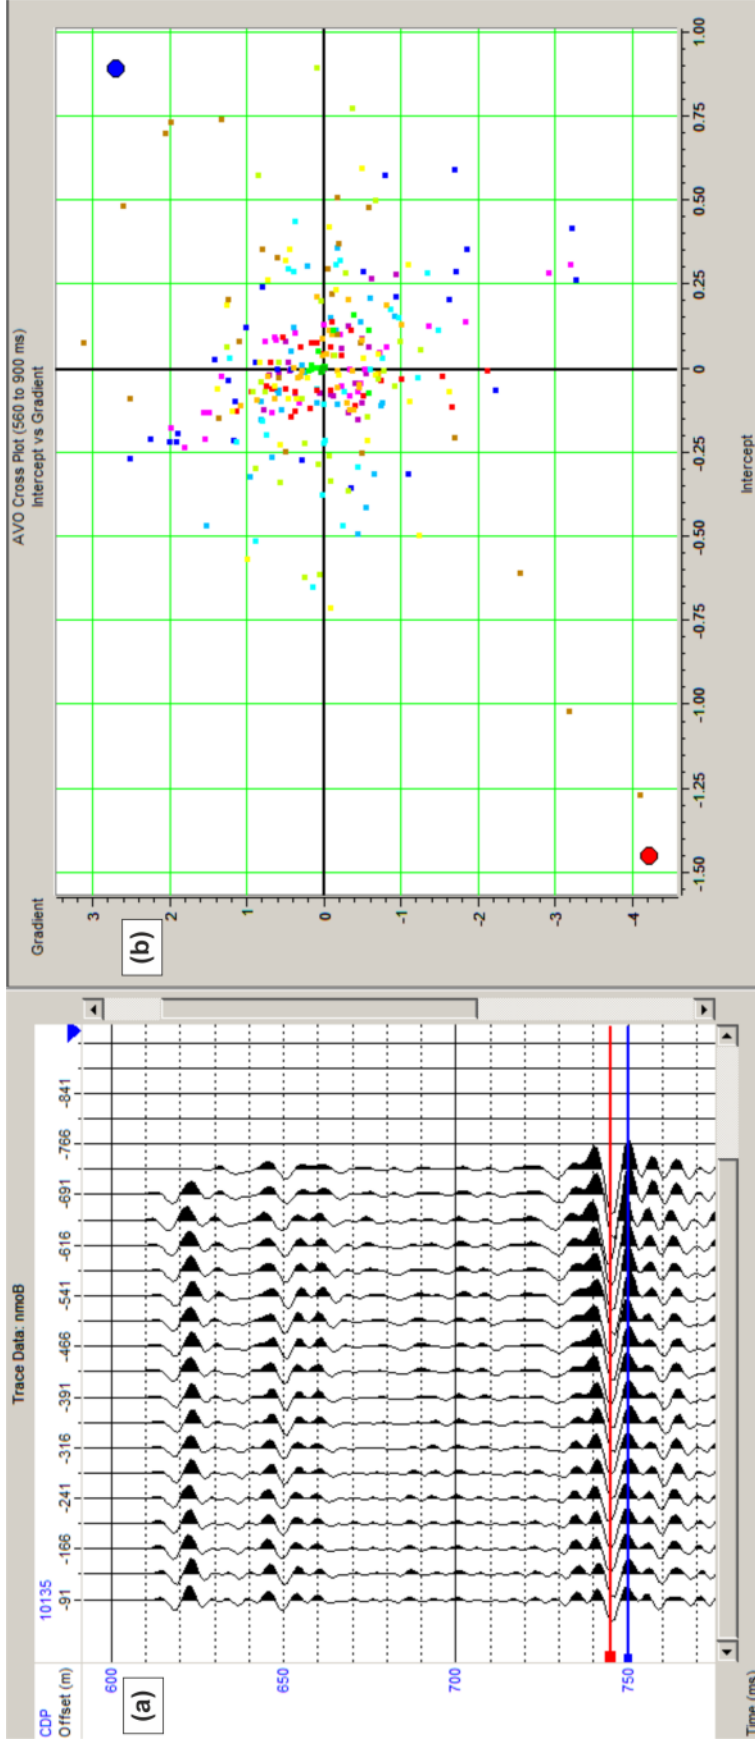 Trace Data: nmoB
CDP 10135
Offset (m) -91 -166 -241 -316 -391 -466 -541 -616 -691 -766 -841
600
650
700
750
Time (ms)
(a)
AVO Cross Plot (560 to 900 ms)
Intercept vs Gradient
Gradient
(b)
3
2
1
0
-1
-2
-3
-4
-1.50 -1.25 -1.00 -0.75 -0.50 -0.25 0 0.25 0.50 0.75 1.00
Intercept